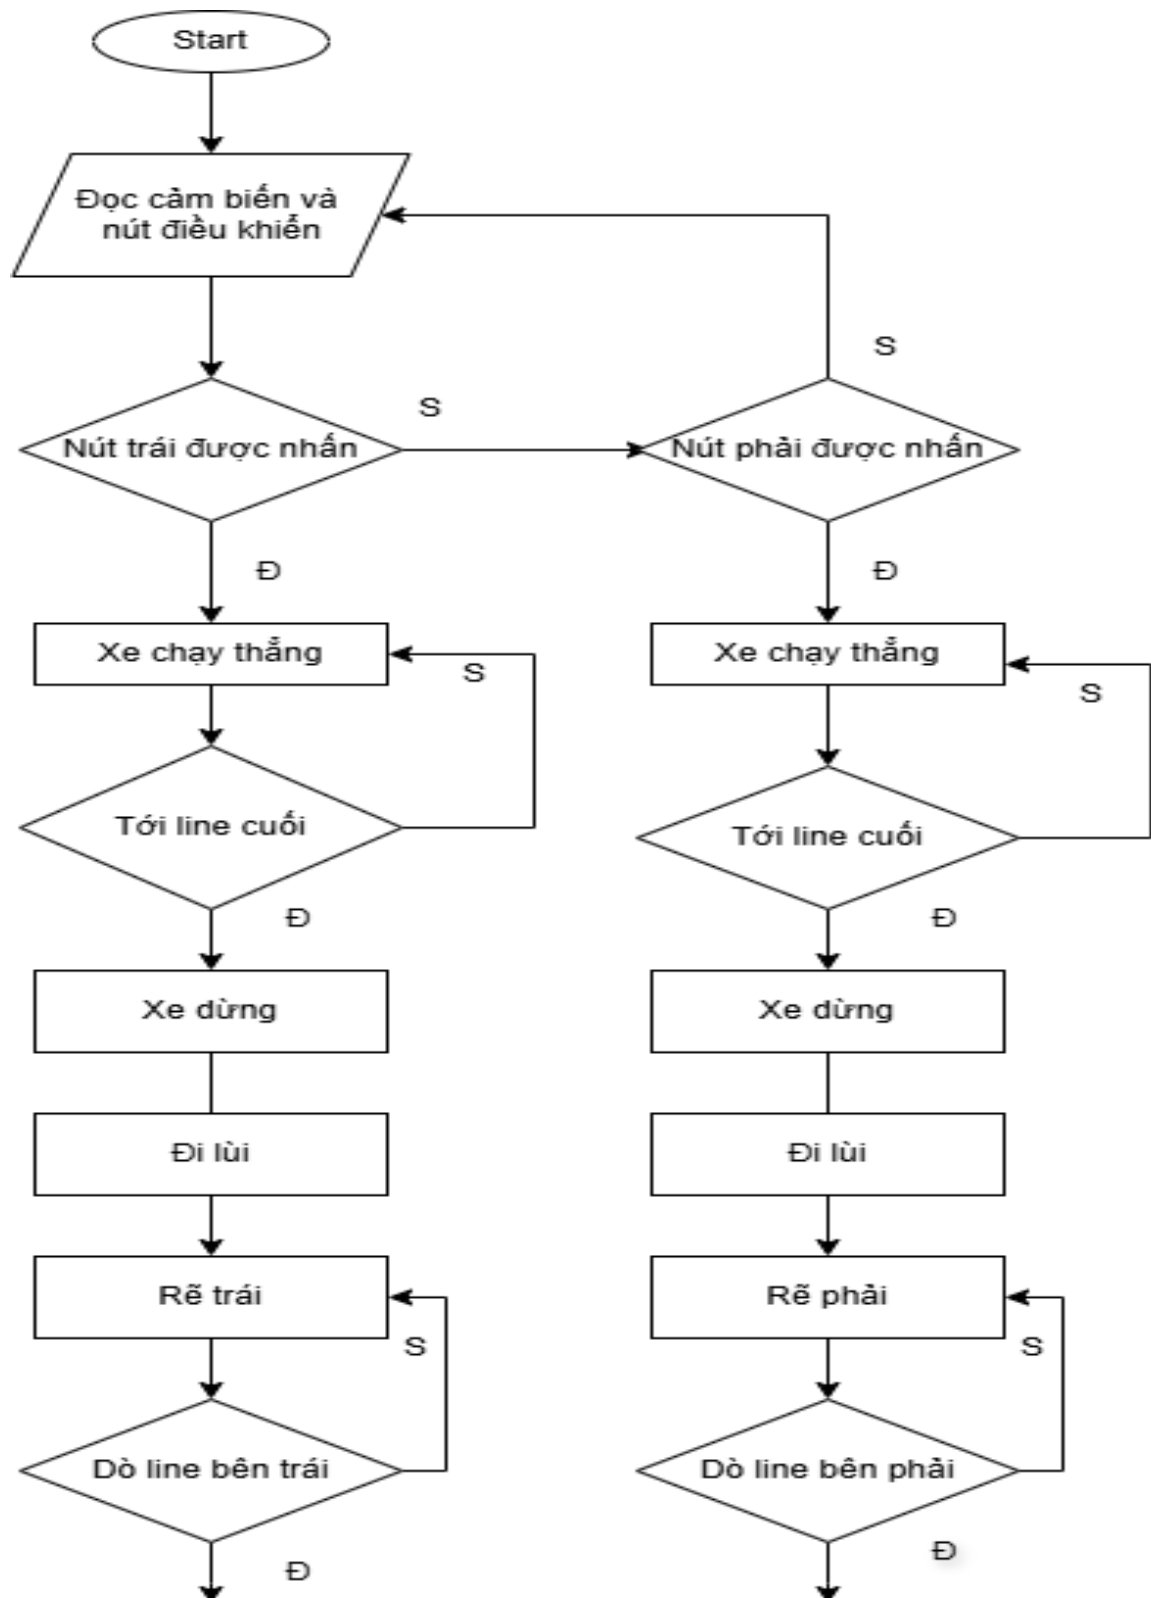 Start
Đọc cảm biến và
nút điều khiển
S
S
Nút trái được nhấn
Nút phải được nhấn
Đ
Đ
Xe chạy thẳng
Xe chạy thẳng
S
S
Tới line cuối
Tới line cuối
Đ
Đ
Xe dừng
Xe dừng
Đi lùi
Đi lùi
Rẽ trái
Rẽ phải
S
S
Dò line bên trái
Dò line bên phải
Đ
Đ